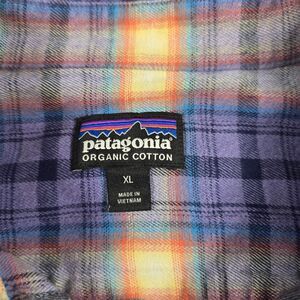 patagonia
ORGANIC COTTON
XL
MADE IN
VIETNAM